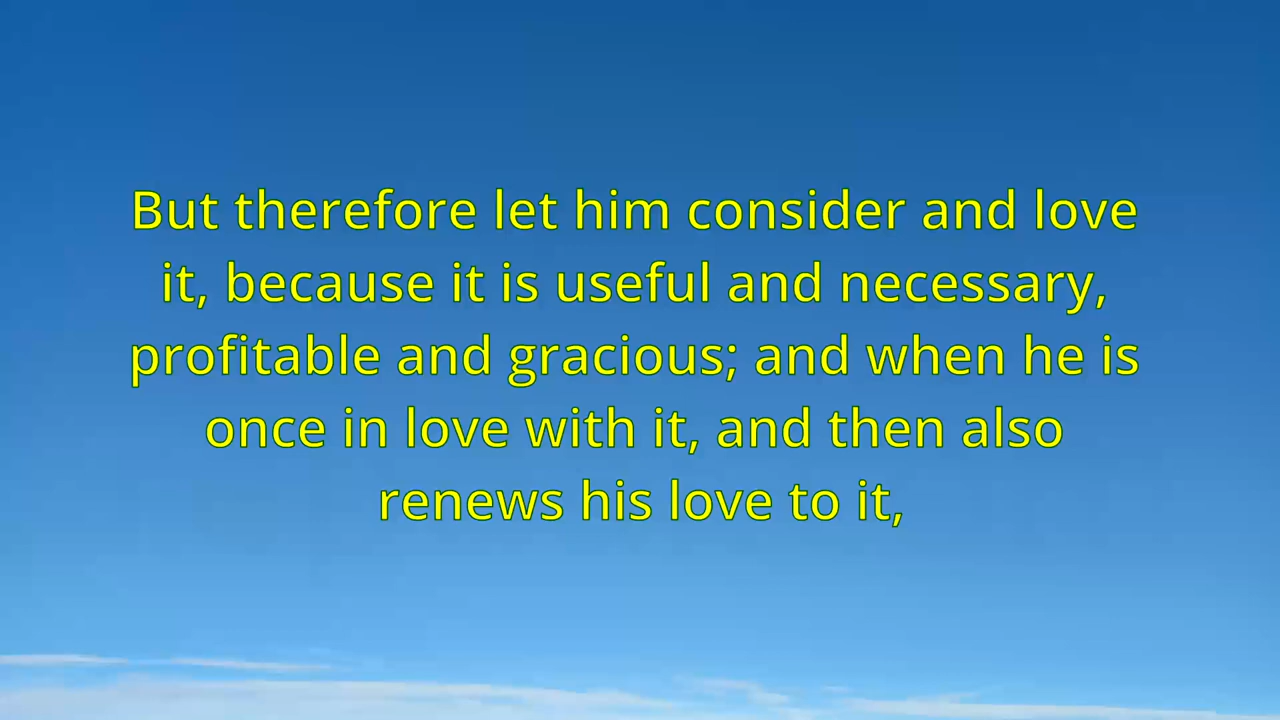 But therefore let him consider and love
it, because it is useful and necessary,
profitable and gracious; and when he is
once in love with it, and then also
renews his love to it,